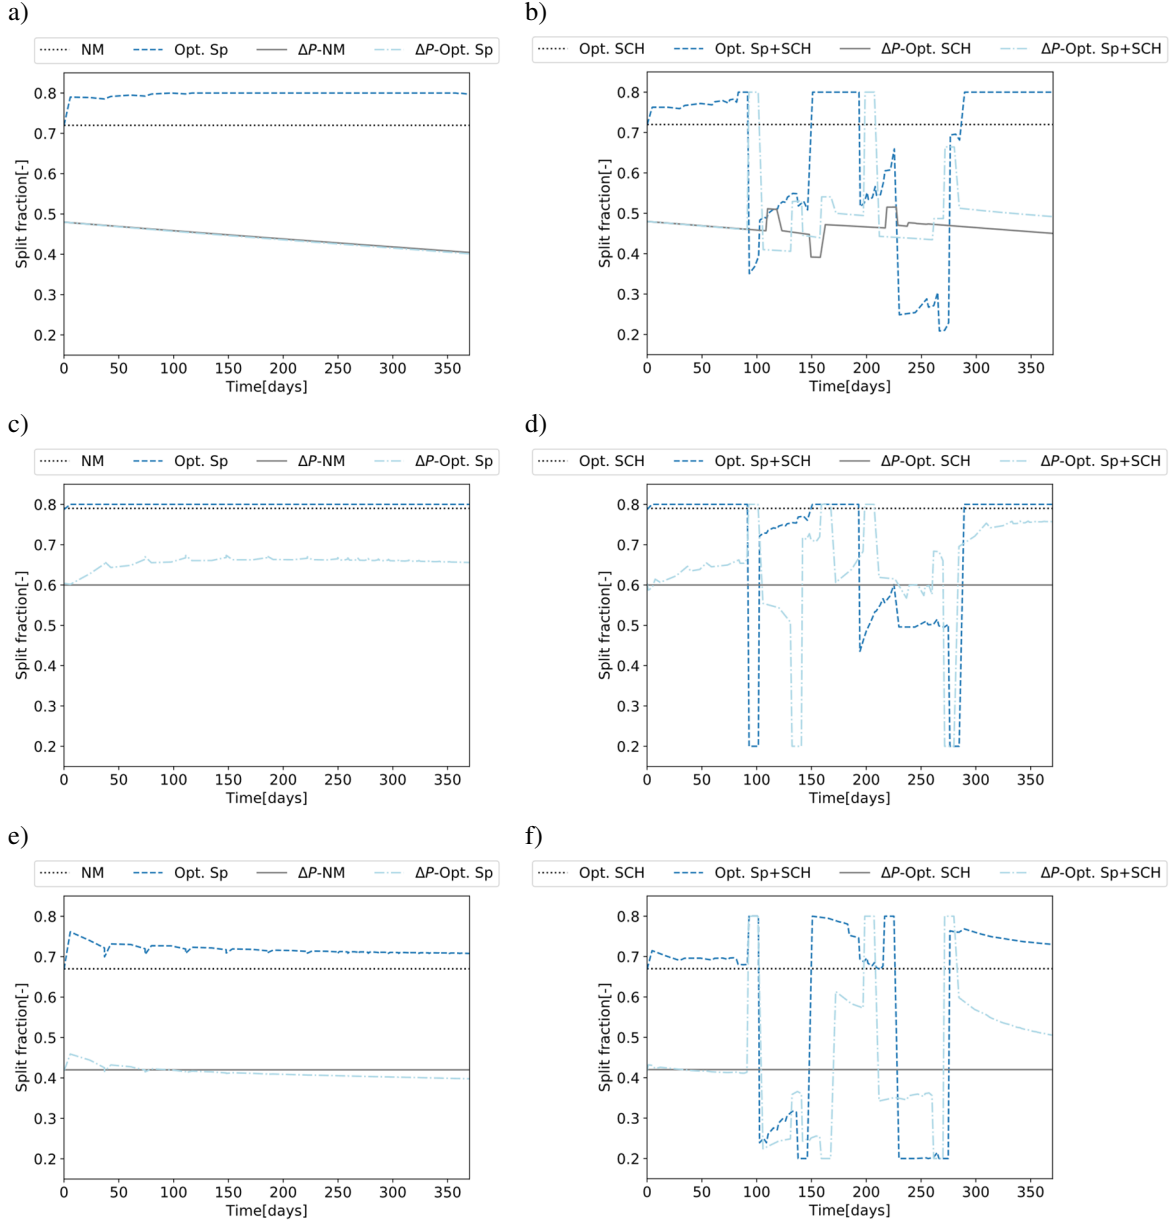 a)
NM Opt. Sp ΔP-NM ΔP-Opt. Sp
0.8
0.7
0.6
0.5
0.4
0.3
0.2
Split fraction[-]
0 50 100 150 200 250 300 350
Time[days]
b)
Opt. SCH Opt. Sp+SCH ΔP-Opt. SCH ΔP-Opt. Sp+SCH
0.8
0.7
0.6
0.5
0.4
0.3
0.2
Split fraction[-]
0 50 100 150 200 250 300 350
Time[days]
c)
NM Opt. Sp ΔP-NM ΔP-Opt. Sp
0.8
0.7
0.6
0.5
0.4
0.3
0.2
Split fraction[-]
0 50 100 150 200 250 300 350
Time[days]
d)
Opt. SCH Opt. Sp+SCH ΔP-Opt. SCH ΔP-Opt. Sp+SCH
0.8
0.7
0.6
0.5
0.4
0.3
0.2
Split fraction[-]
0 50 100 150 200 250 300 350
Time[days]
e)
NM Opt. Sp ΔP-NM ΔP-Opt. Sp
0.8
0.7
0.6
0.5
0.4
0.3
0.2
Split fraction[-]
0 50 100 150 200 250 300 350
Time[days]
f)
Opt. SCH Opt. Sp+SCH ΔP-Opt. SCH ΔP-Opt. Sp+SCH
0.8
0.7
0.6
0.5
0.4
0.3
0.2
Split fraction[-]
0 50 100 150 200 250 300 350
Time[days]